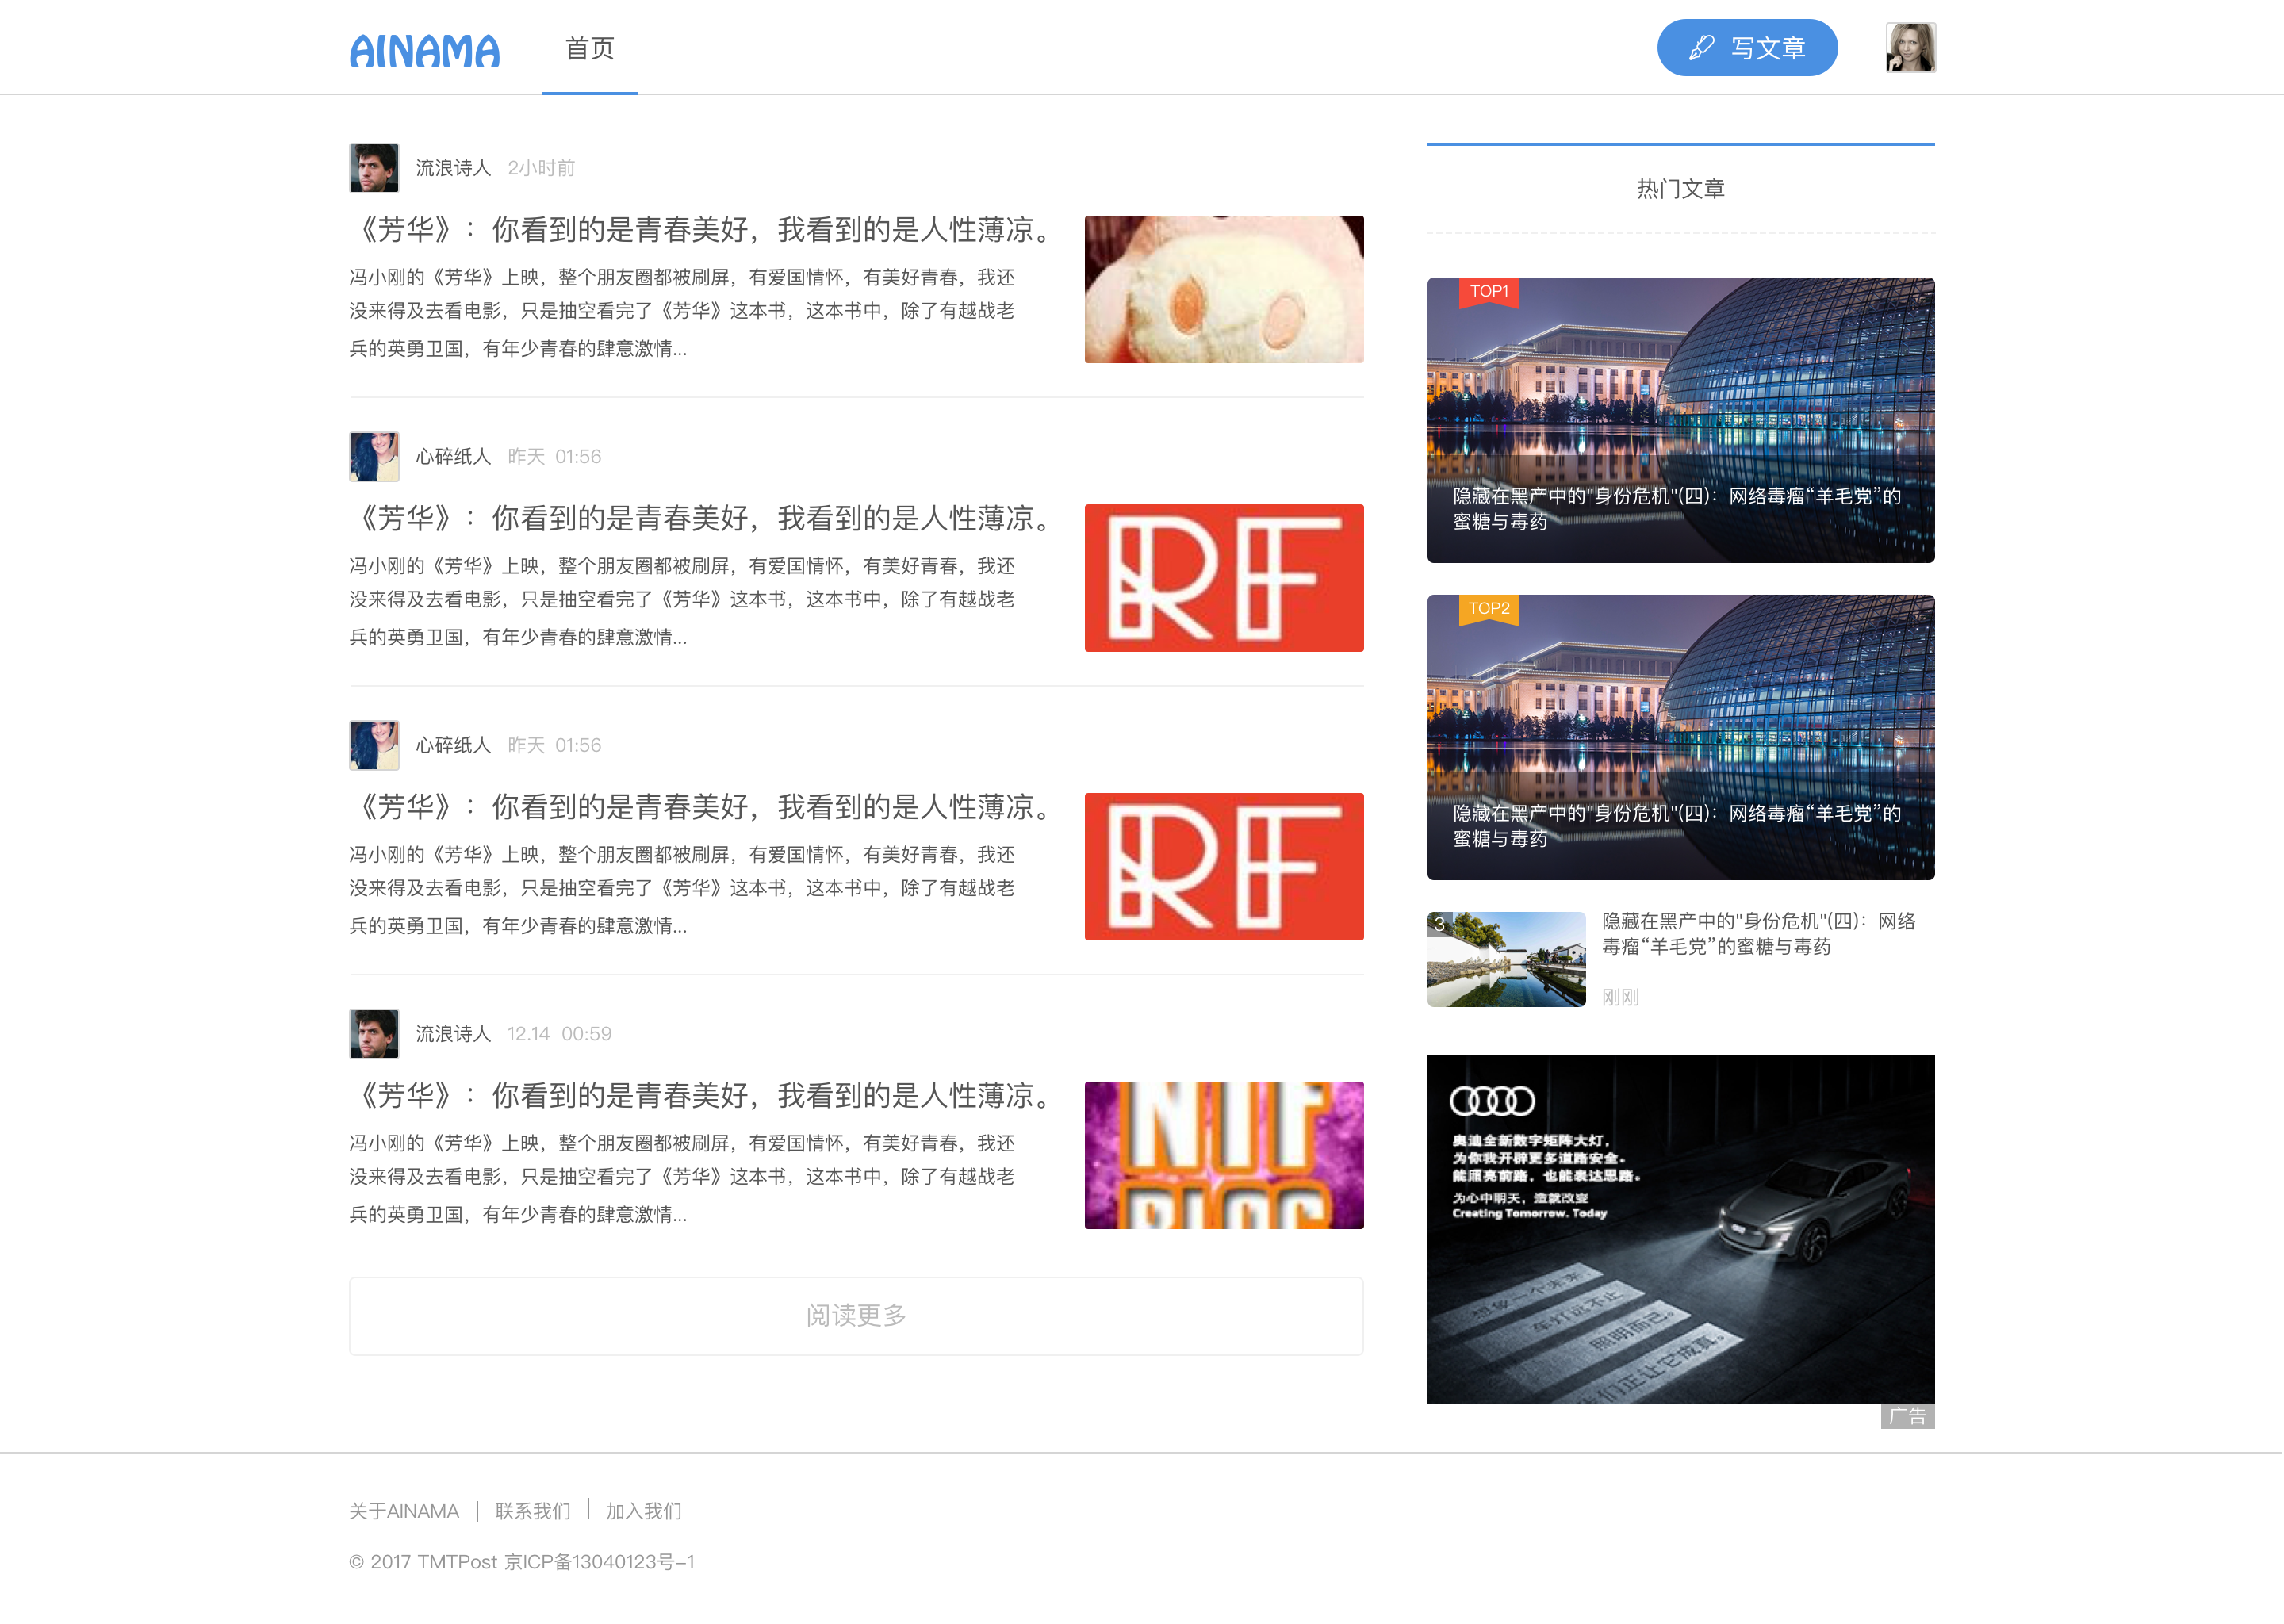 AINAMA
首页
写文章
流浪诗人 2小时前
《芳华》：你看到的是青春美好，我看到的是人性薄凉。
冯小刚的《芳华》上映，整个朋友圈都被刷屏，有爱国情怀，有美好青春，我还
没来得及去看电影，只是抽空看完了《芳华》这本书，这本书中，除了有越战老
兵的英勇卫国，有年少青春的肆意激情...
心碎纸人 昨天 01:56
《芳华》：你看到的是青春美好，我看到的是人性薄凉。
冯小刚的《芳华》上映，整个朋友圈都被刷屏，有爱国情怀，有美好青春，我还
没来得及去看电影，只是抽空看完了《芳华》这本书，这本书中，除了有越战老
兵的英勇卫国，有年少青春的肆意激情...
RF
心碎纸人 昨天 01:56
《芳华》：你看到的是青春美好，我看到的是人性薄凉。
冯小刚的《芳华》上映，整个朋友圈都被刷屏，有爱国情怀，有美好青春，我还
没来得及去看电影，只是抽空看完了《芳华》这本书，这本书中，除了有越战老
兵的英勇卫国，有年少青春的肆意激情...
RF
流浪诗人 12.14 00:59
《芳华》：你看到的是青春美好，我看到的是人性薄凉。
冯小刚的《芳华》上映，整个朋友圈都被刷屏，有爱国情怀，有美好青春，我还
没来得及去看电影，只是抽空看完了《芳华》这本书，这本书中，除了有越战老
兵的英勇卫国，有年少青春的肆意激情...
NIF
BLOG
阅读更多
热门文章
TOP1
隐藏在黑产中的"身份危机"(四)：网络毒瘤“羊毛党”的
蜜糖与毒药
TOP2
隐藏在黑产中的"身份危机"(四)：网络毒瘤“羊毛党”的
蜜糖与毒药
3
隐藏在黑产中的"身份危机"(四)：网络
毒瘤“羊毛党”的蜜糖与毒药
刚刚
奥迪全新数字矩阵大灯，
为你我开辟更多道路安全。
能照亮前路，也能表达思路。
为心中明天，造就改变
Creating Tomorrow. Today
想象一个未来，
车灯远不止
照明而已。
我们正让它成真。
广告
关于AINAMA | 联系我们 | 加入我们
© 2017 TMTPost 京ICP备13040123号-1